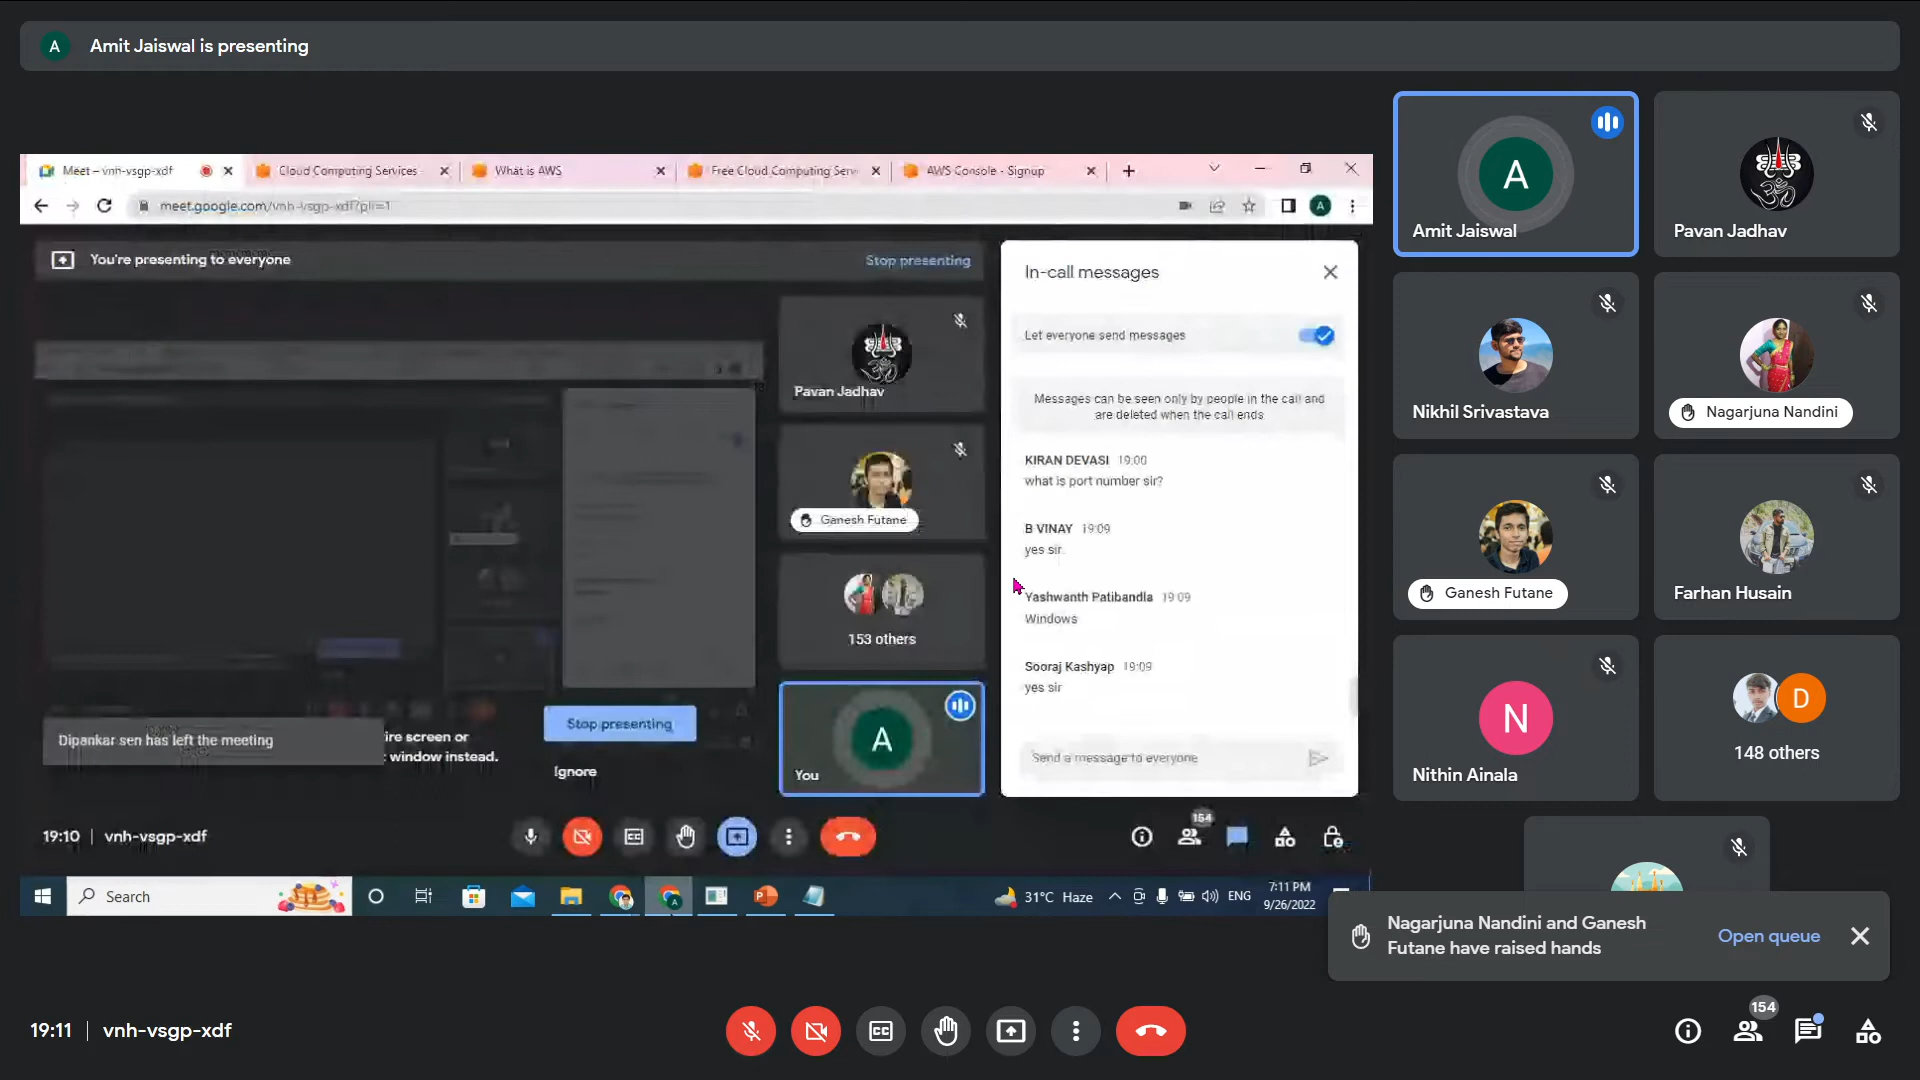 A
Amit Jaiswal is presenting
Meet – vnh-vsgp-xdf
Cloud Computing Services
What is AWS
Free Cloud Computing Serv
AWS Console - Signup
meet.google.com/vnh-vsgp-xdf?pli=1
A
You're presenting to everyone
Stop presenting
Pavan Jadhav
Ganesh Futane
153 others
A
You
Dipankar sen has left the meeting
ire screen or
window instead.
Stop presenting
Ignore
In-call messages
Let everyone send messages
Messages can be seen only by people in the call and
are deleted when the call ends
KIRAN DEVASI 19:00
what is port number sir?
B VINAY 19:09
yes sir
Yashwanth Patibandla 19:09
Windows
Sooraj Kashyap 19:09
yes sir
Send a message to everyone
19:10 | vnh-vsgp-xdf
154
Search
31°C Haze
ENG
7:11 PM
9/26/2022
A
Amit Jaiswal
Pavan Jadhav
Nikhil Srivastava
Nagarjuna Nandini
Ganesh Futane
Farhan Husain
N
Nithin Ainala
D
148 others
Nagarjuna Nandini and Ganesh
Futane have raised hands
Open queue
19:11 | vnh-vsgp-xdf
CC
154